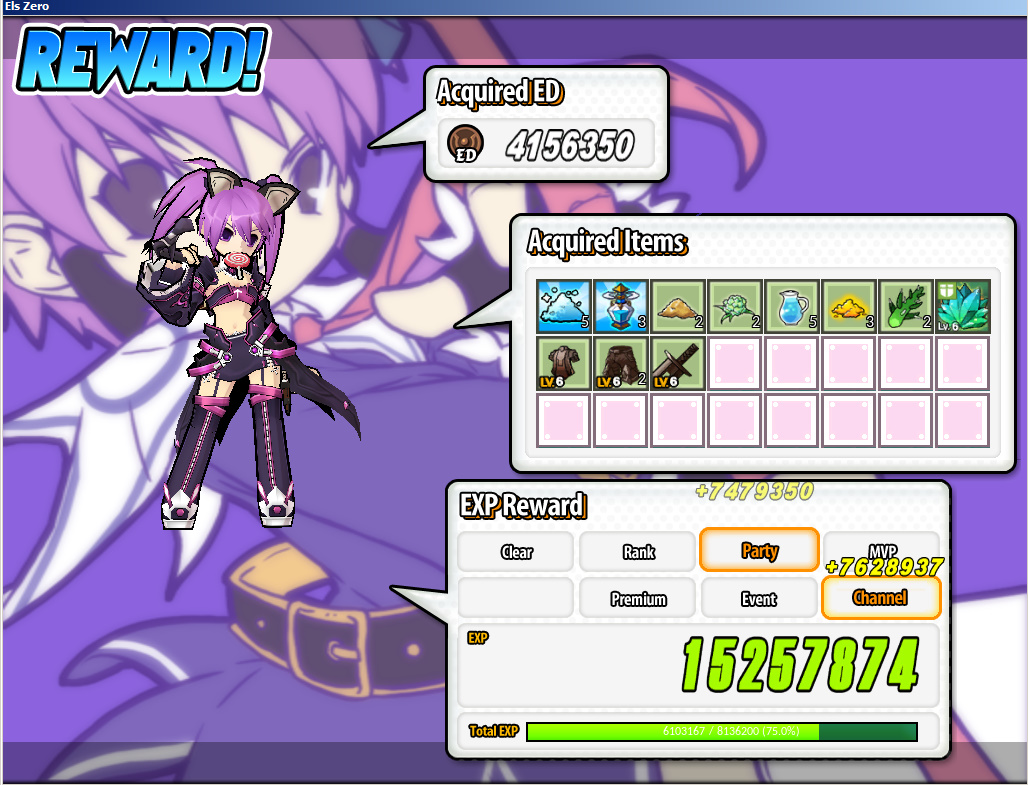 Els Zero
REWARD!
Acquired ED
ED 4156350
Acquired Items
5 3 2 2 5 3 2 LV.6
LV.6 LV.6 2 LV.6
EXP Reward
+7479350
Clear Rank Party MVP
+7628937
Premium Event Channel
EXP
15257874
Total EXP 6103167 / 8136200 (75.0%)